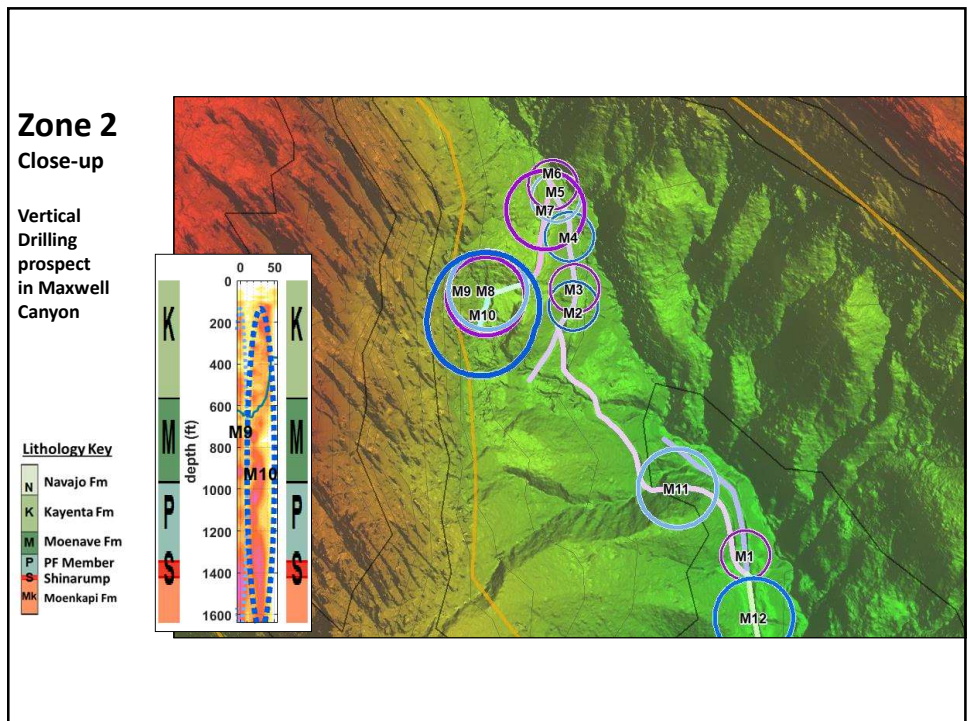 Zone 2
Close-up
Vertical
Drilling
prospect
in Maxwell
Canyon
Lithology Key
N Navajo Fm
K Kayenta Fm
M Moenave Fm
P PF Member
S Shinarump
Mk Moenkapi Fm
0 50
depth (ft)
0
200
400
600
800
1000
1200
1400
1600
K
M
P
S
M9
M10
K
M
P
S
M6
M5
M7
M4
M9 M8
M3
M10
M2
M11
M1
M12